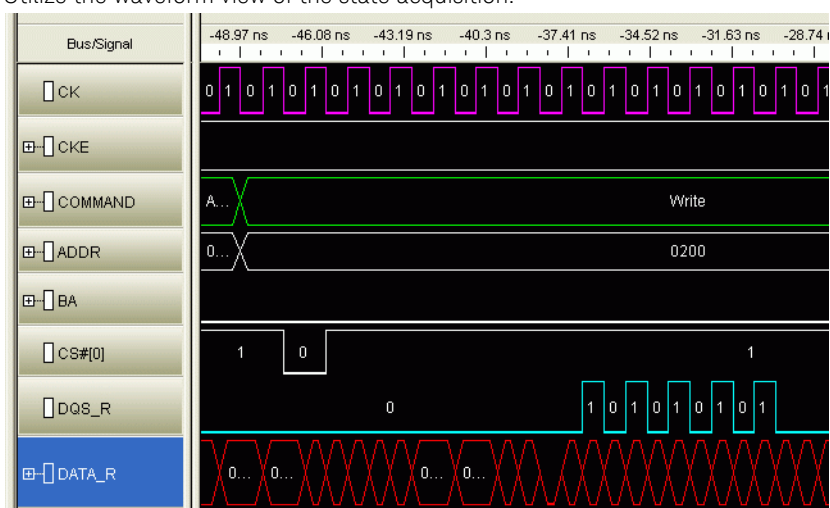 Utilize the waveform view of the state acquisition.
Bus/Signal -48.97 ns -46.08 ns -43.19 ns -40.3 ns -37.41 ns -34.52 ns -31.63 ns -28.74
CK 0 1 0 1 0 1 0 1 0 1 0 1 0 1 0 1 0 1 0 1 0 1 0 1 0 1 0 1 0 1
CKE
COMMAND A... Write
ADDR 0... 0200
BA
CS#[0] 1 0 1
DQS_R 0 1 0 1 0 1 0 1 0 1
DATA_R 0... 0... 0... 0...